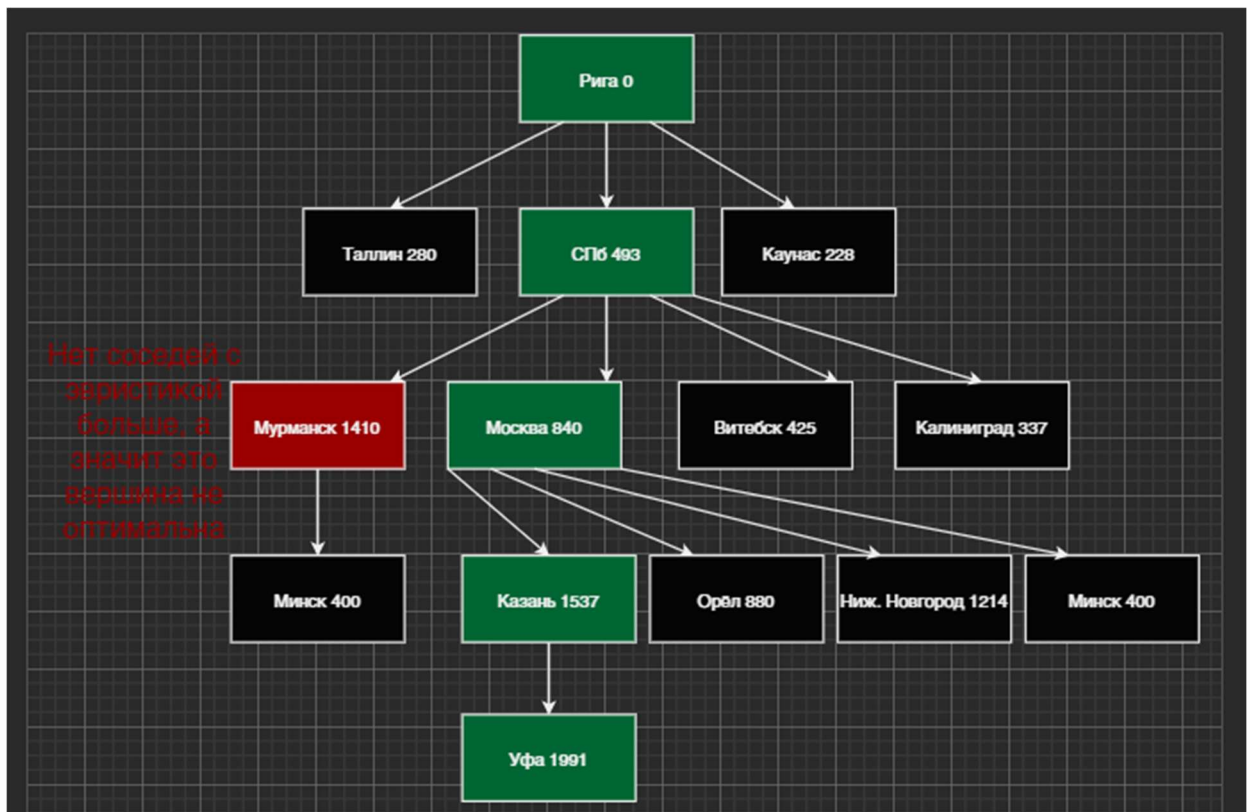 Рига 0
Таллин 280
СПб 493
Каунас 228
Нет соседей с
эвристикой
больше, а
значит это
вершина не
оптимальна
Мурманск 1410
Москва 840
Витебск 425
Калиниград 337
Минск 400
Казань 1537
Орёл 880
Ниж. Новгород 1214
Минск 400
Уфа 1991